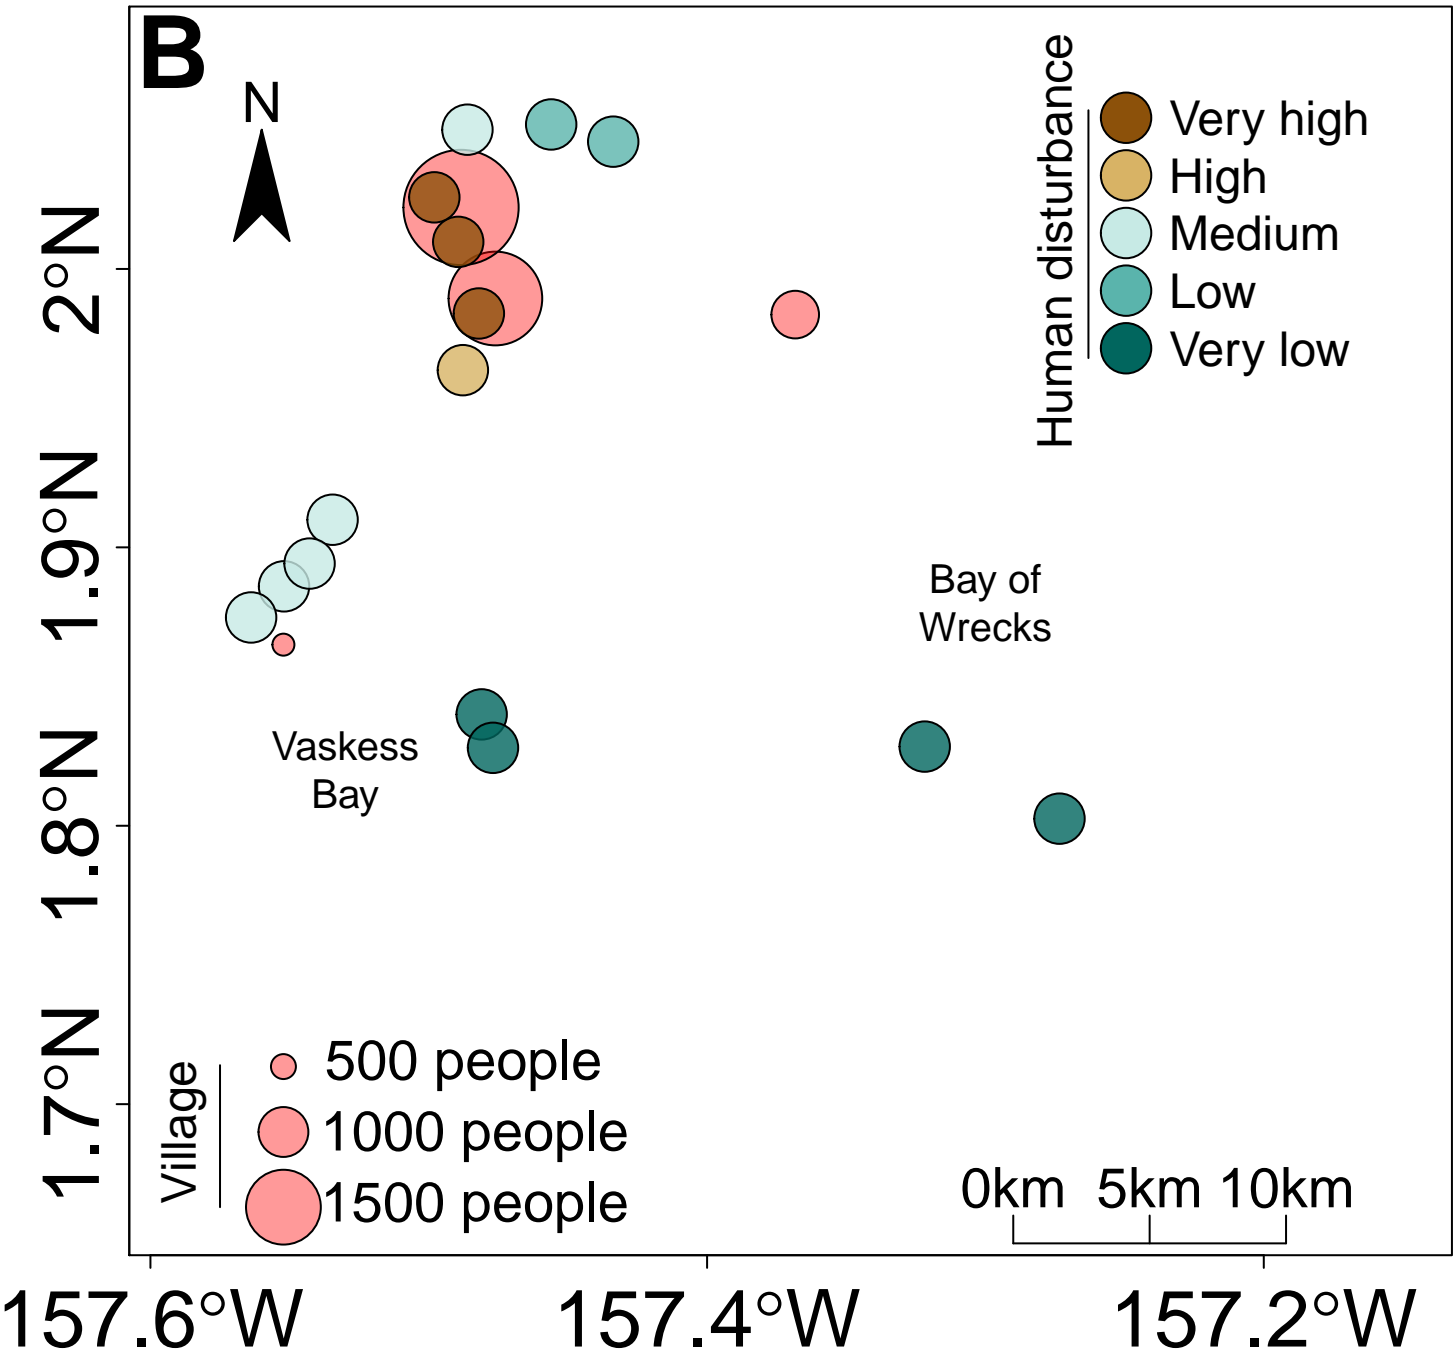 B
N
Human disturbance
Very high
High
Medium
Low
Very low
2°N
1.9°N
1.8°N
1.7°N
Bay of
Wrecks
Vaskess
Bay
Village
500 people
1000 people
1500 people
0km 5km 10km
157.6°W 157.4°W 157.2°W